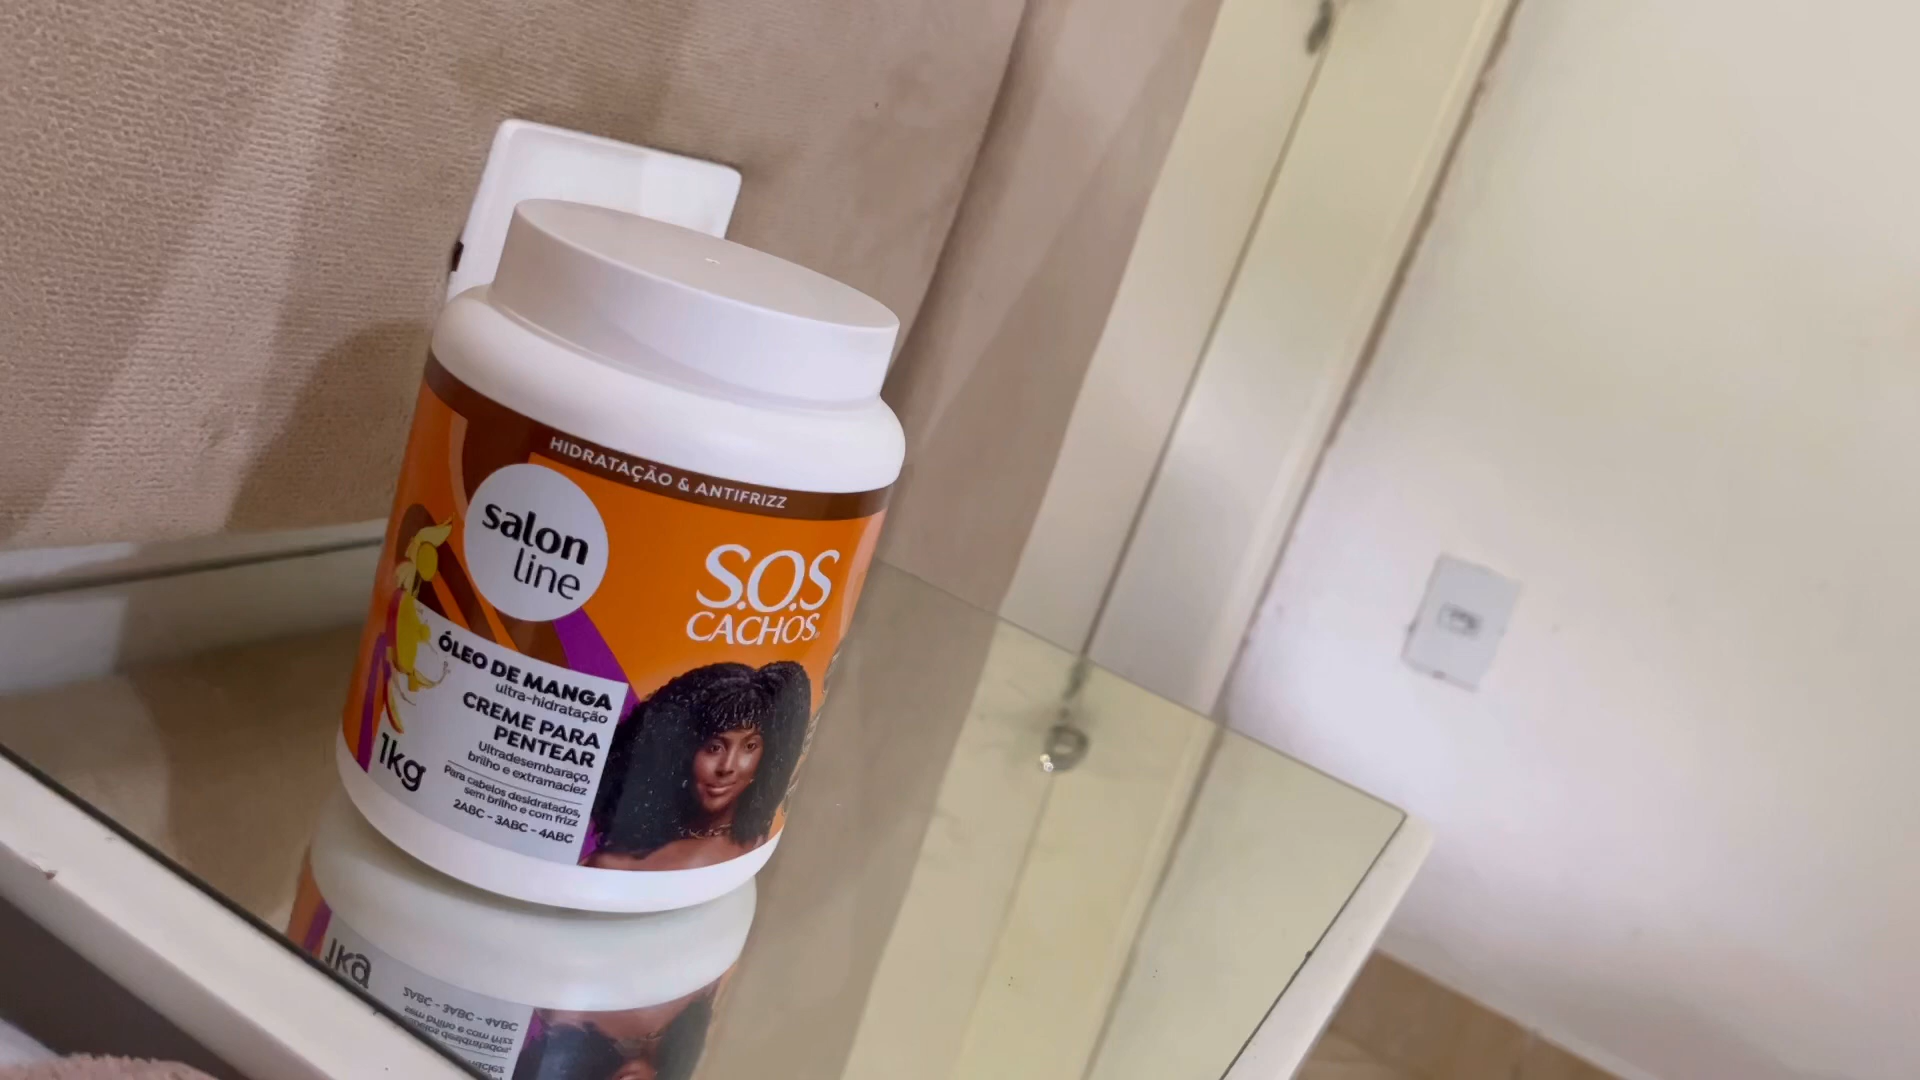 HIDRATAÇÃO & ANTIFRIZZ
salon
line
S.O.S
CACHOS
ÓLEO DE MANGA
ultra-hidratação
CREME PARA
PENTEAR
Ultradesembaraço,
brilho e extramaciez
Para cabelos desidratados,
sem brilho e com frizz
2ABC - 3ABC - 4ABC
1kg